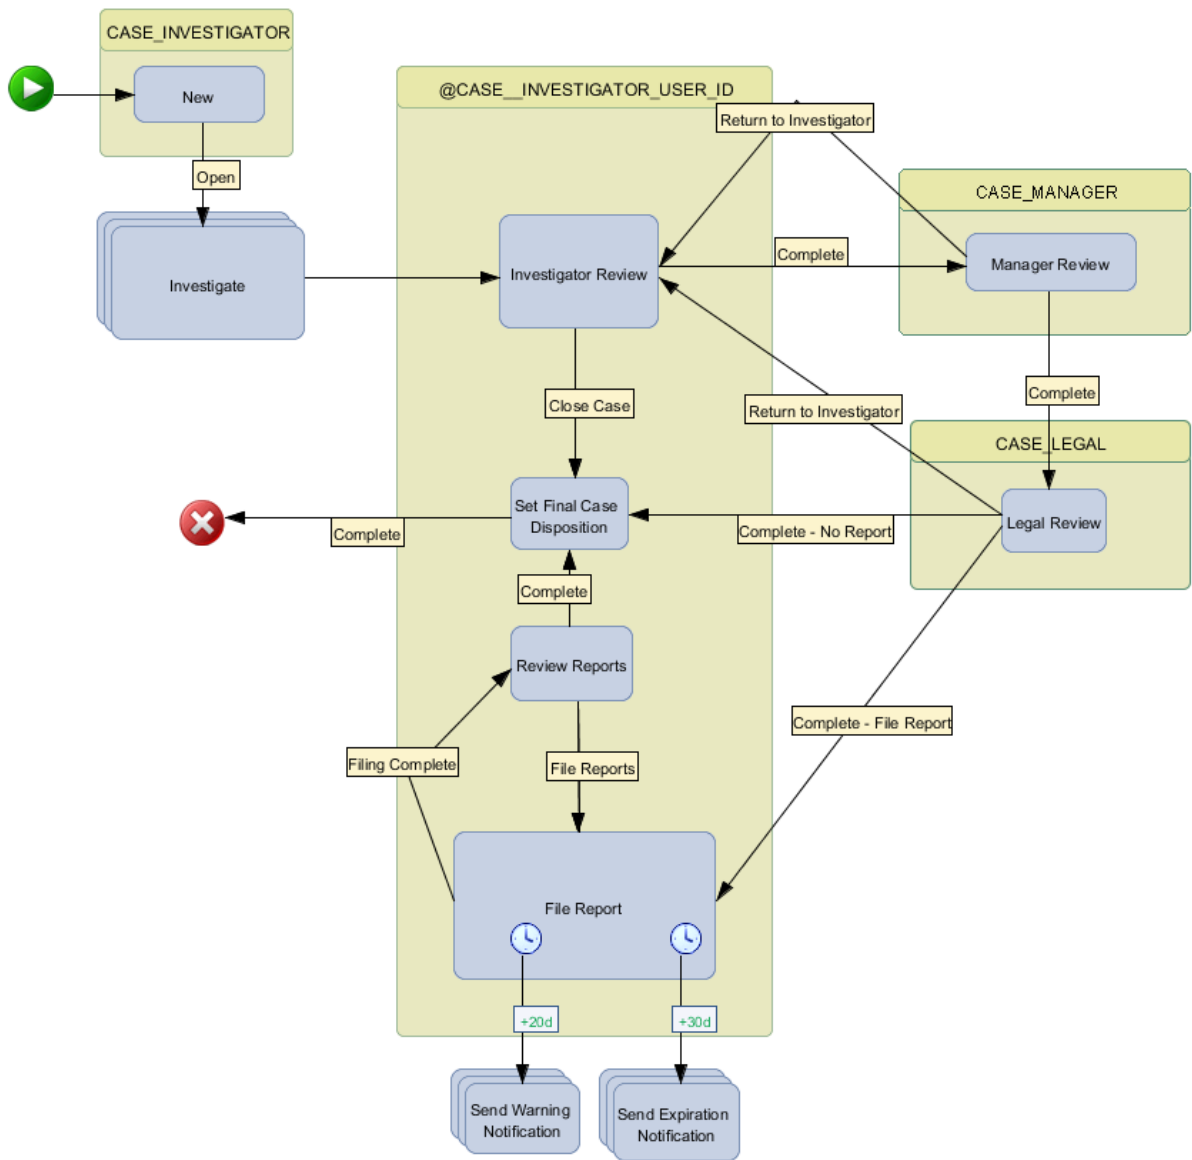 CASE_INVESTIGATOR
New
Open
Investigate
@CASE__INVESTIGATOR_USER_ID
Return to Investigator
CASE_MANAGER
Investigator Review
Complete
Manager Review
Close Case
Return to Investigator
Complete
CASE_LEGAL
Set Final Case
Disposition
Complete
Complete - No Report
Legal Review
Complete
Review Reports
Filing Complete
File Reports
Complete - File Report
File Report
+20d
+30d
Send Warning
Notification
Send Expiration
Notification